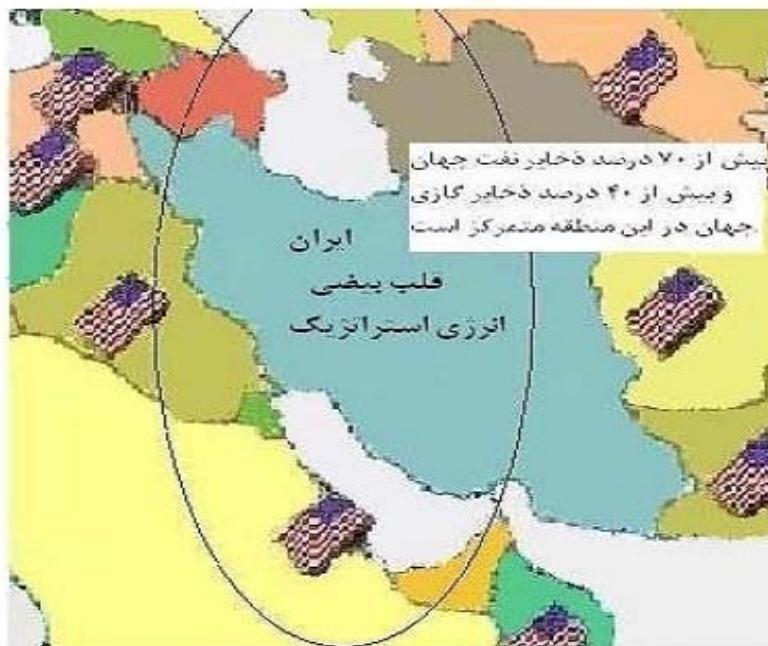 بیش از ۷۰ درصد ذخایر نفت جهان
و بیش از ۴۰ درصد ذخایر گازی
جهان در این منطقه متمرکز است
ایران
قلب بیضی
انرژی استراتژیک